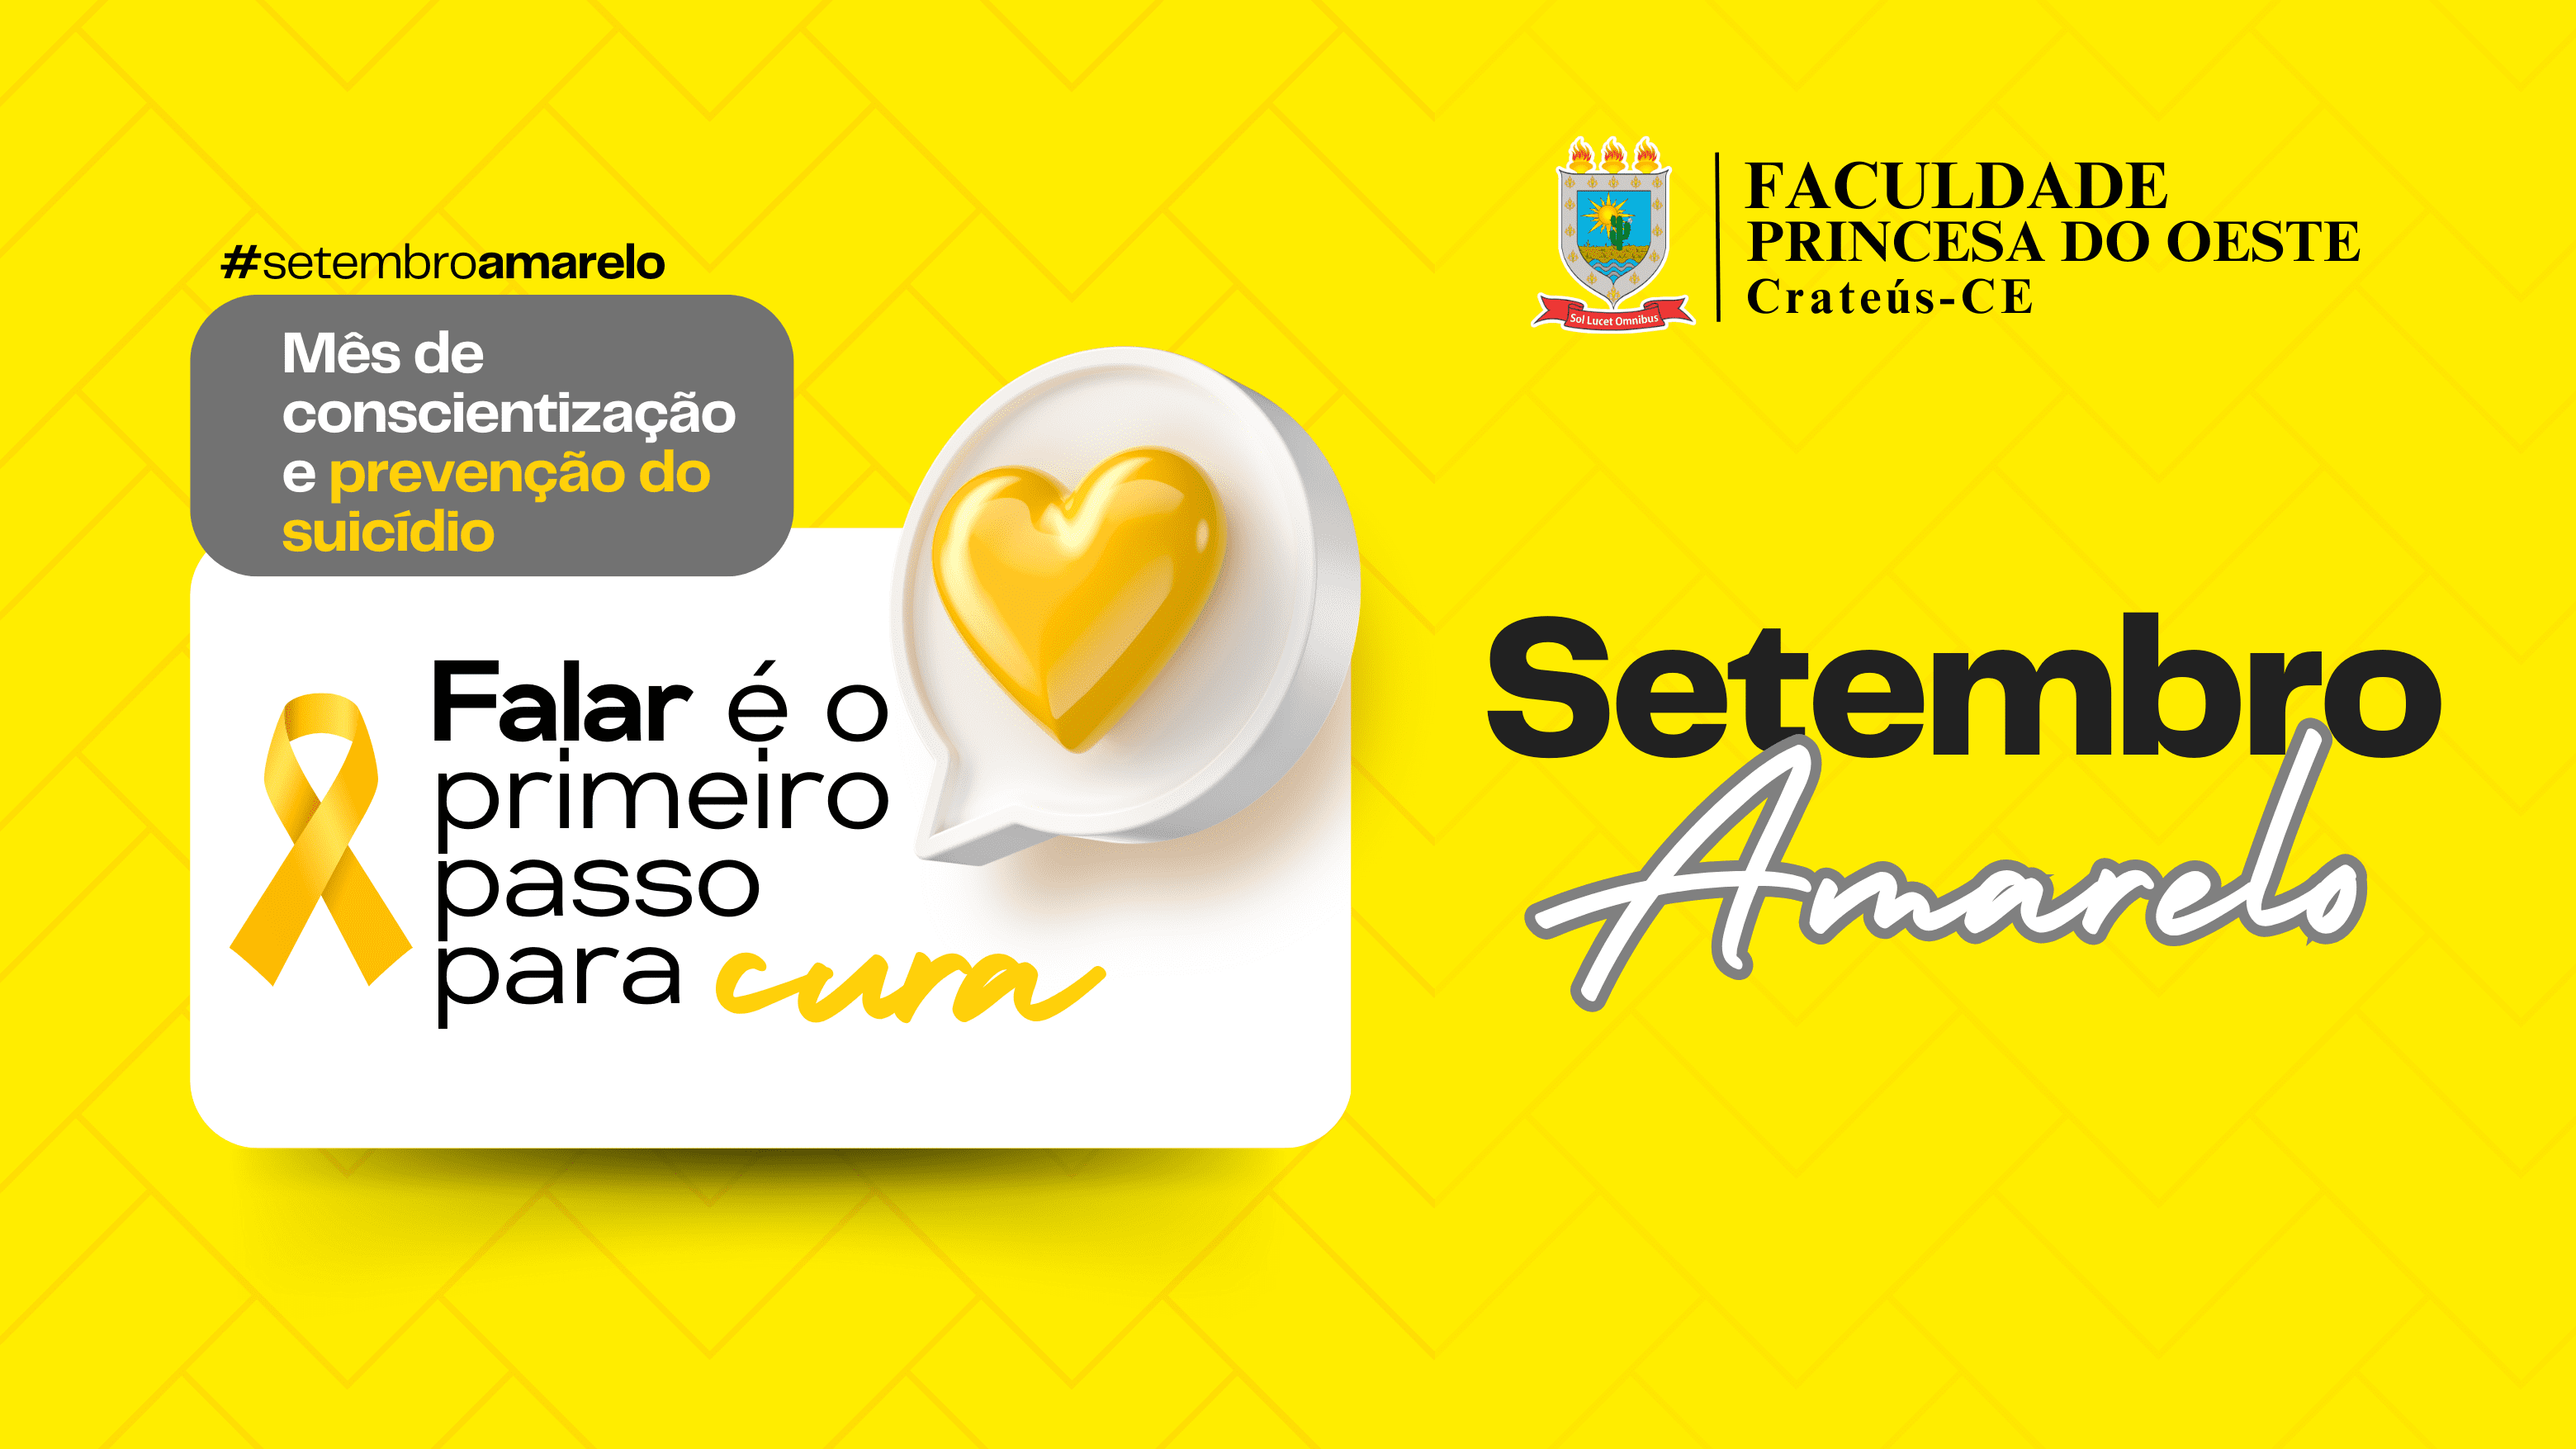 #setembroamarelo
Mês de
conscientização
e prevenção do
suicídio
Falar é o
primeiro
passo
para cura
FACULDADE
PRINCESA DO OESTE
Crateús-CE
Sol Lucet Omnibus
Setembro
Amarelo